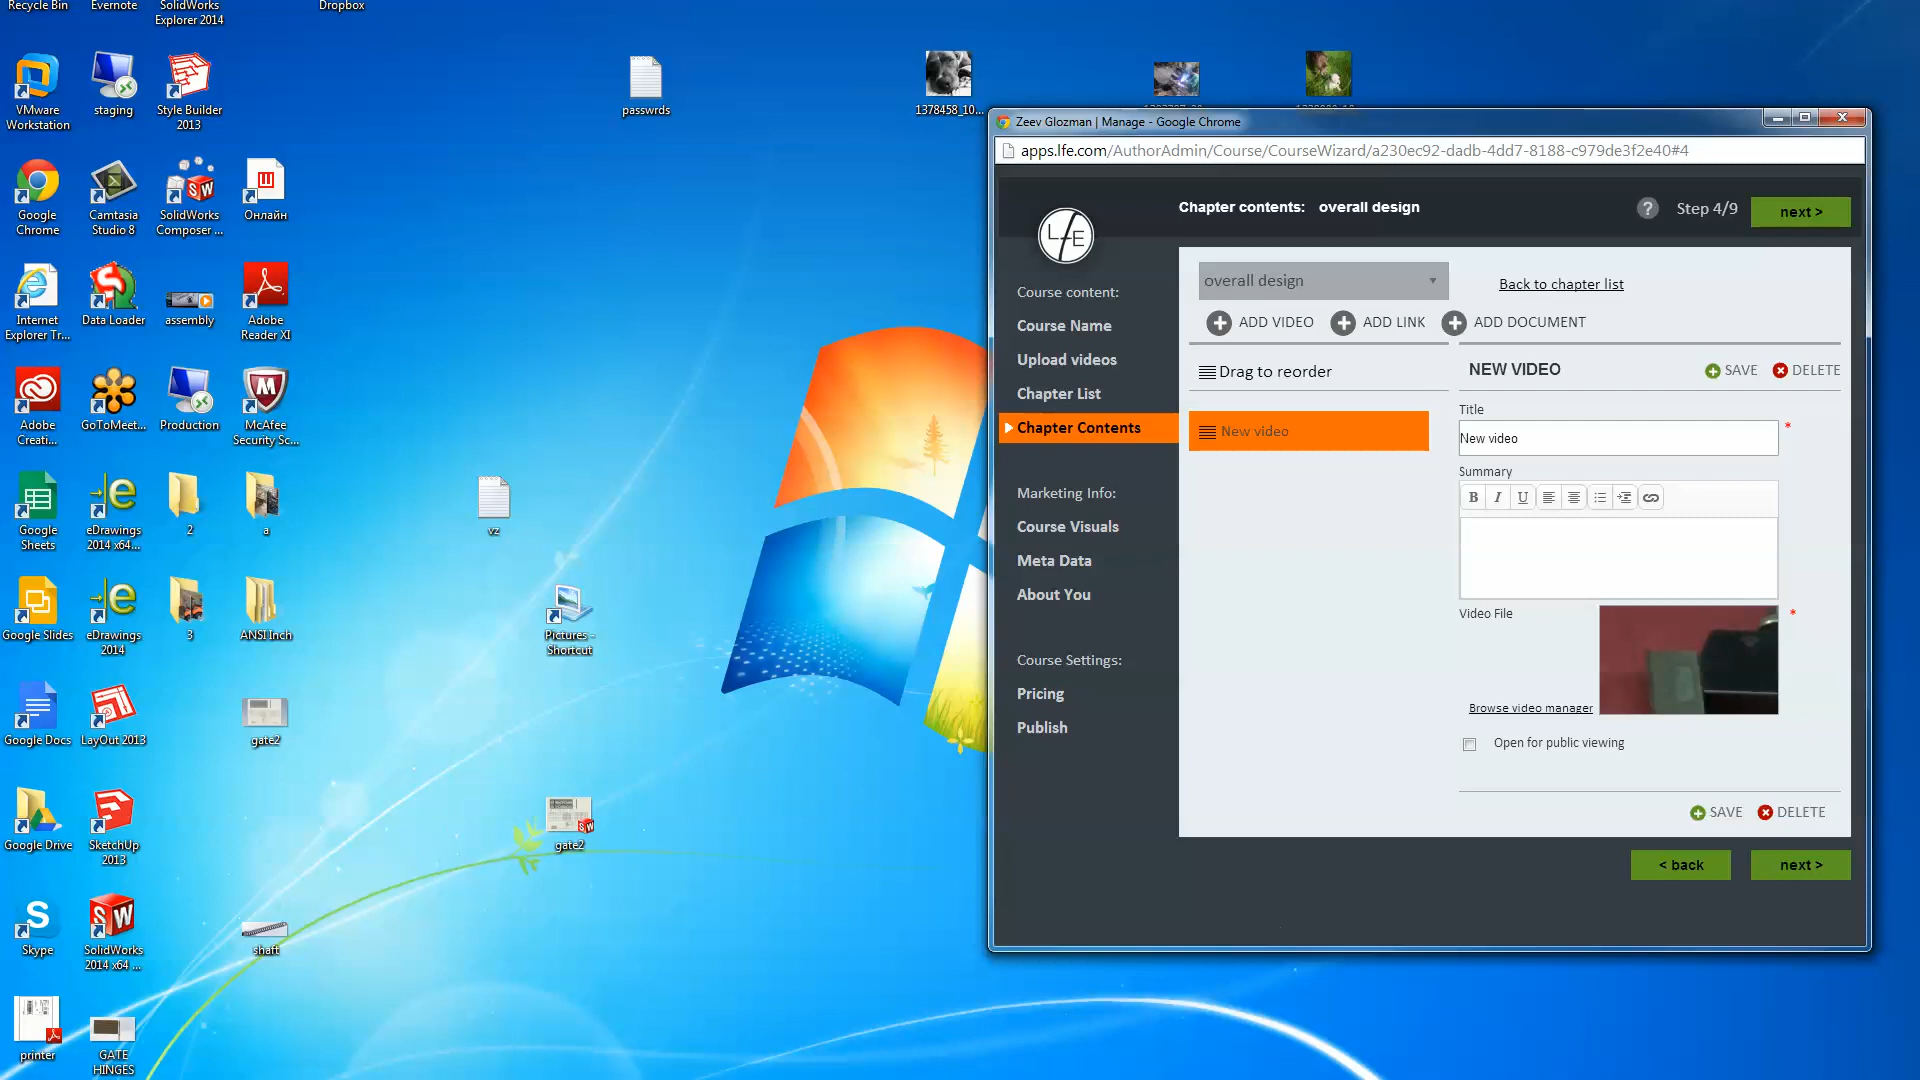 Recycle Bin
Evernote
SolidWorks
Explorer 2014
Dropbox
VMware
Workstation
staging
Style Builder
2013
passwrds
1378458_10...
Google
Chrome
Camtasia
Studio 8
SolidWorks
Composer ...
Онлайн
Internet
Explorer Tr...
Data Loader
assembly
Adobe
Reader XI
Adobe
Creati...
GoToMeet...
Production
McAfee
Security Sc...
Google
Sheets
eDrawings
2014 x64...
2
a
vz
Google Slides
eDrawings
2014
3
ANSI Inch
Pictures -
Shortcut
Google Docs
LayOut 2013
gate2
Google Drive
SketchUp
2013
gate2
Skype
SolidWorks
2014 x64 ...
shaft
printer
GATE
HINGES
Zeev Glozman | Manage - Google Chrome
apps.lfe.com/AuthorAdmin/Course/CourseWizard/a230ec92-dadb-4dd7-8188-c979de3f2e40#4
LFE
Chapter contents: overall design
? Step 4/9 next >
Course content:
Course Name
Upload videos
Chapter List
Chapter Contents
Marketing Info:
Course Visuals
Meta Data
About You
Course Settings:
Pricing
Publish
overall design
Back to chapter list
ADD VIDEO ADD LINK ADD DOCUMENT
Drag to reorder
New video
NEW VIDEO SAVE DELETE
Title
New video *
Summary
B I U
Video File *
Browse video manager
Open for public viewing
SAVE DELETE
< back next >